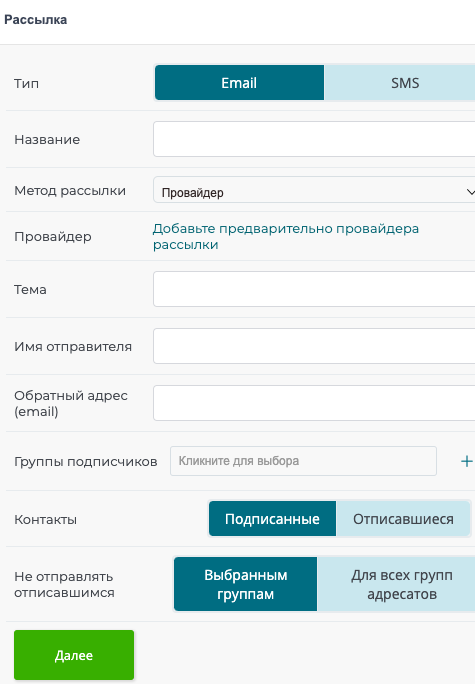 Рассылка
Тип
Email
SMS
Название
Метод рассылки
Провайдер
Провайдер
Добавьте предварительно провайдера
рассылки
Тема
Имя отправителя
Обратный адрес
(email)
Группы подписчиков
Кликните для выбора
+
Контакты
Подписанные
Отписавшиеся
Не отправлять
отписавшимся
Выбранным
группам
Для всех групп
адресатов
Далее